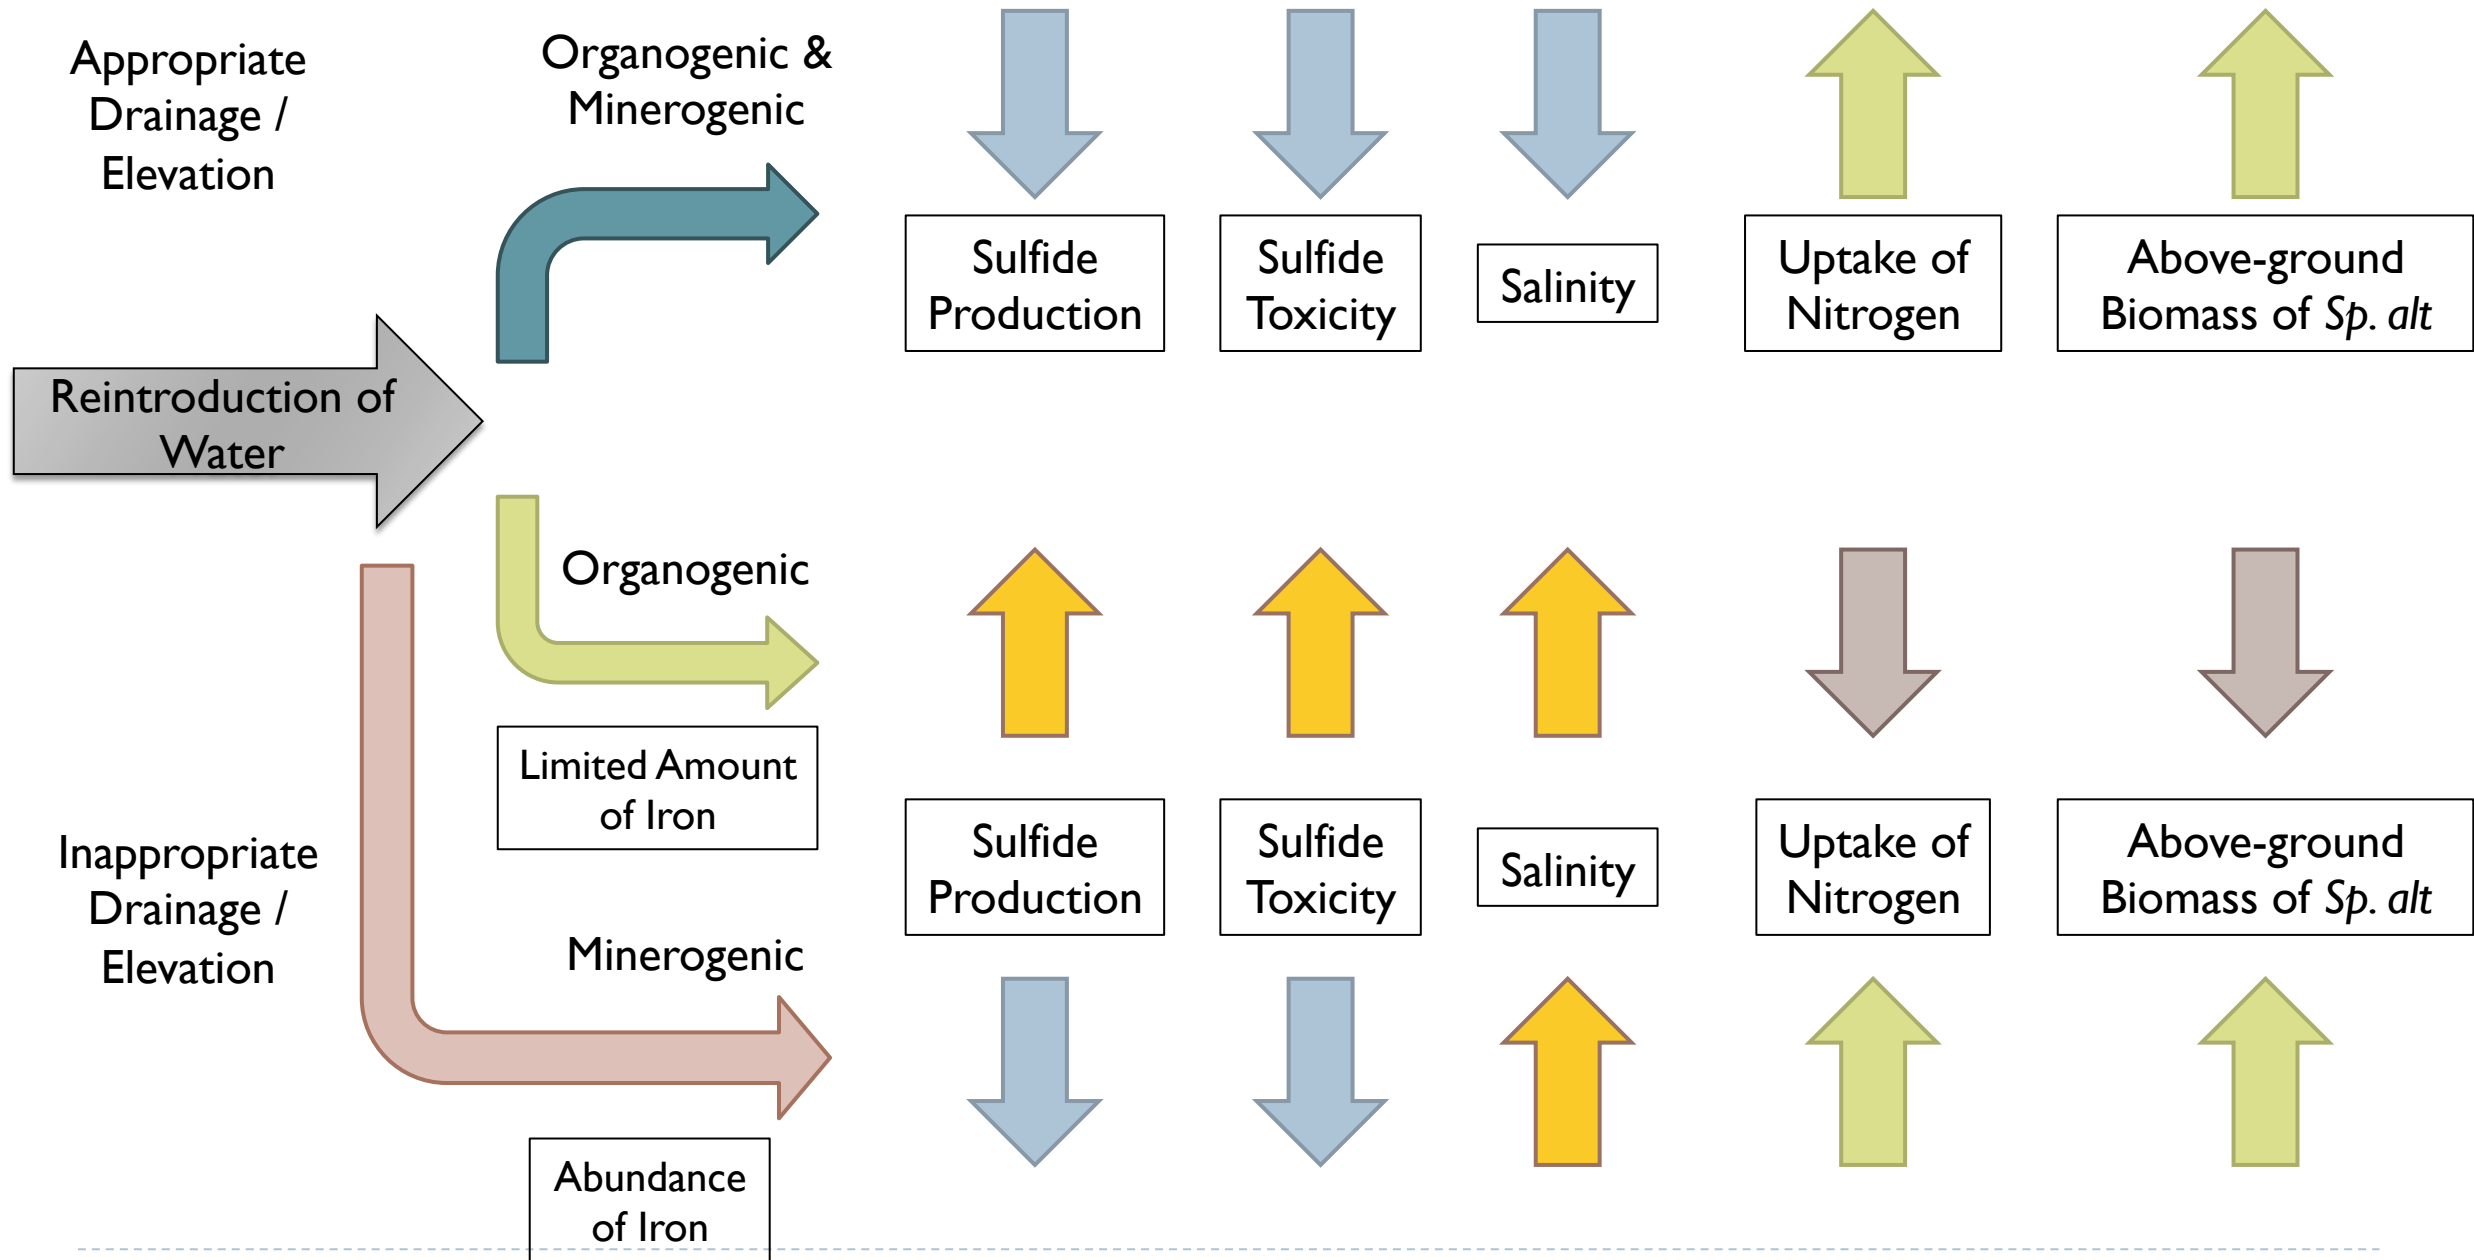 Appropriate
Drainage /
Elevation
Organogenic &
Minerogenic
Sulfide
Production
Sulfide
Toxicity
Salinity
Uptake of
Nitrogen
Above-ground
Biomass of Sp. alt
Reintroduction of
Water
Organogenic
Limited Amount
of Iron
Inappropriate
Drainage /
Elevation
Sulfide
Production
Sulfide
Toxicity
Salinity
Uptake of
Nitrogen
Above-ground
Biomass of Sp. alt
Minerogenic
Abundance
of Iron